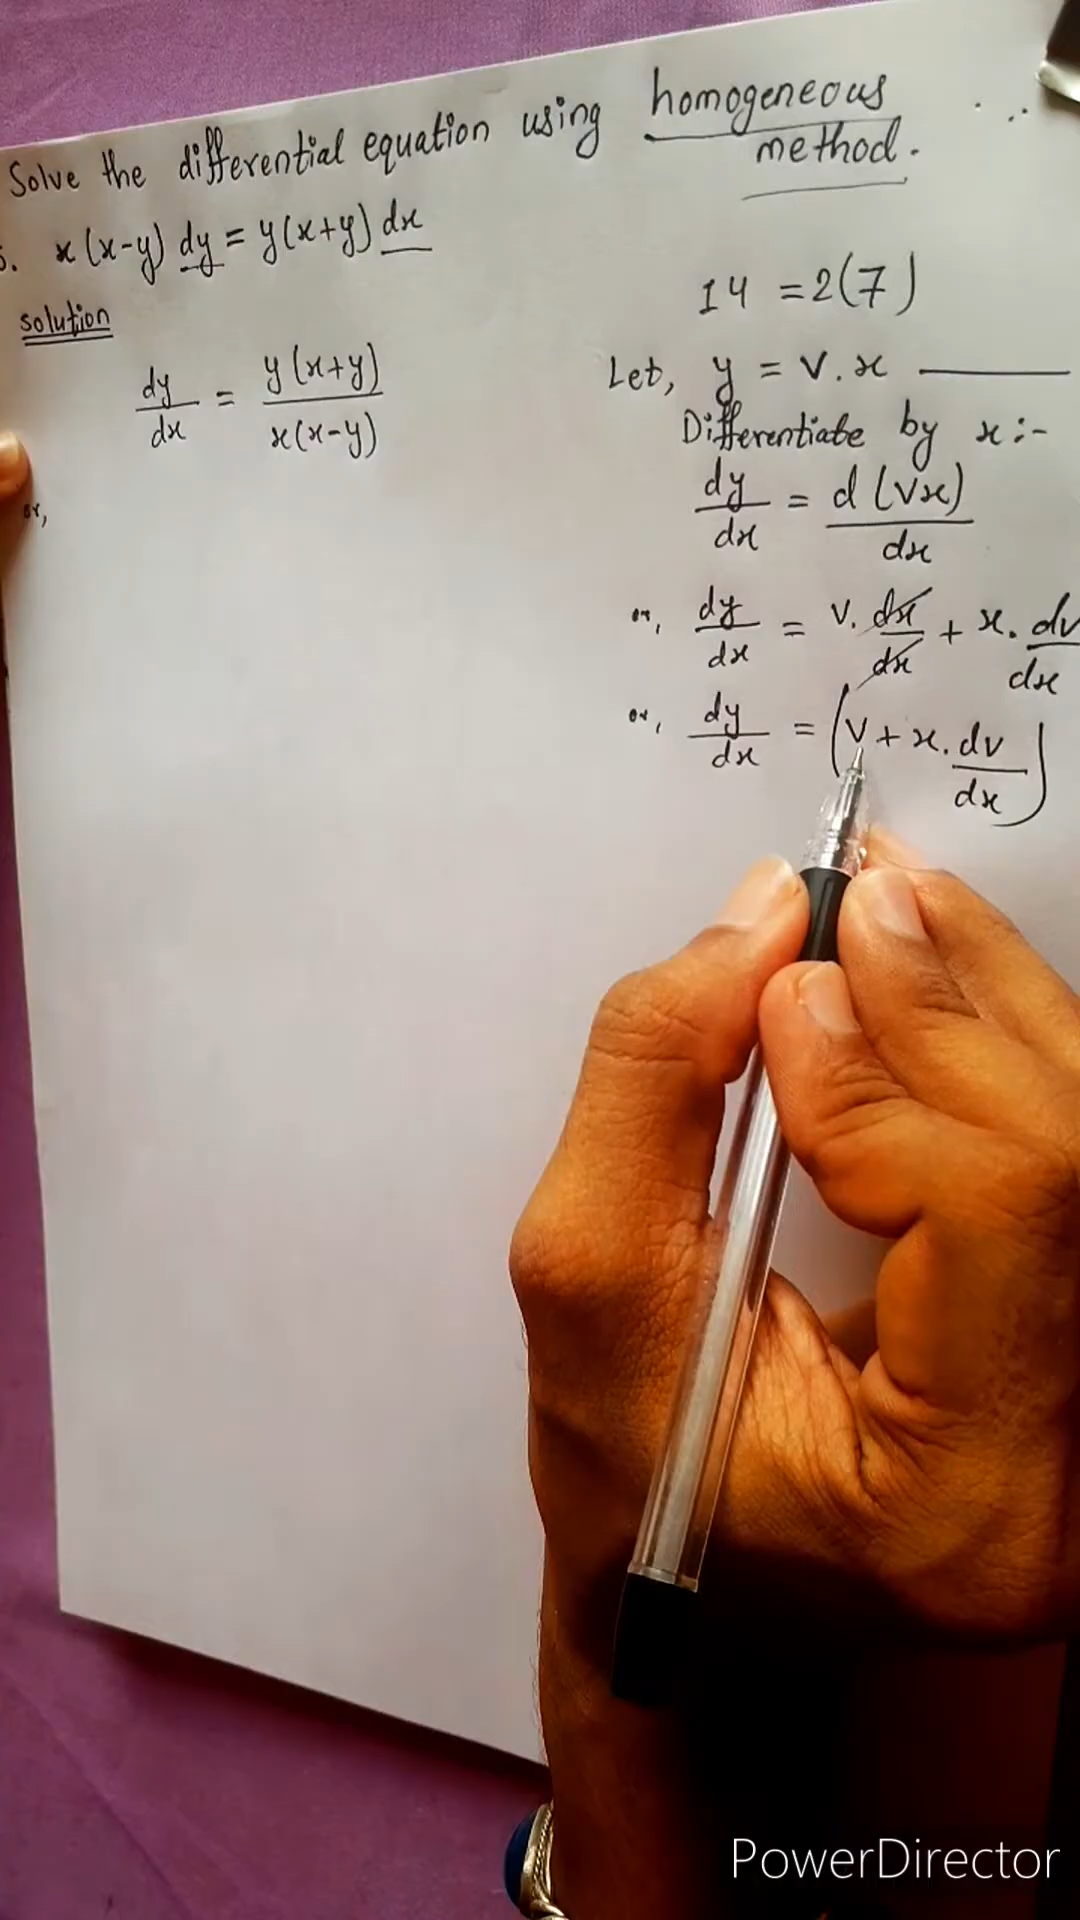 Solve the differential equation using homogeneous
method.
x(x-y) dy = y(x+y) dx
solution
dy/dx = y(x+y)/x(x-y)
or,
14 = 2(7)
Let, y = v.x
Differentiate by x:-
dy/dx = d(vx)/dx
or, dy/dx = v. dx/dx + x. dv/dx
or, dy/dx = (v + x. dv/dx)
PowerDirector